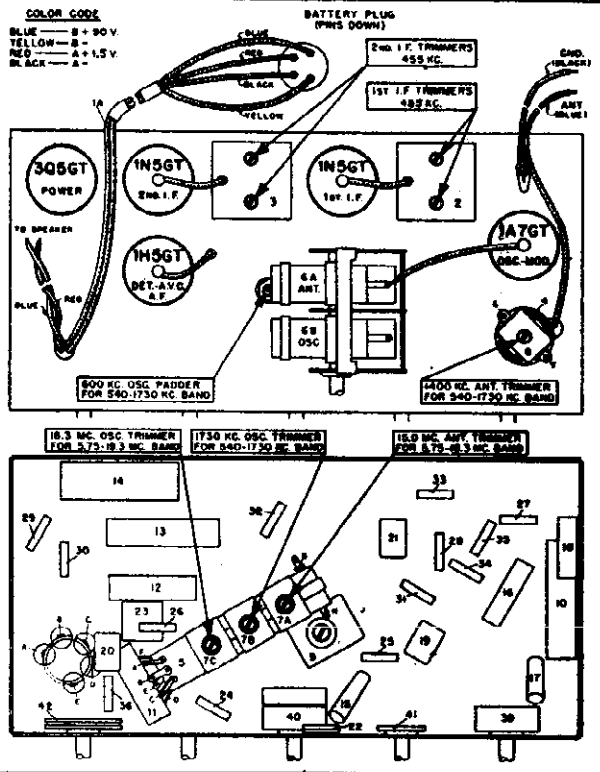 COLOR CODE
BLUE — B + 90 V.
YELLOW — B -
RED — A + 1.5 V.
BLACK — A -
BATTERY PLUG
(PINS DOWN)
BLUE
RED
BLACK
YELLOW
2ND. I.F. TRIMMERS
455 KC.
1ST I.F TRIMMERS
455 KC.
GND.
(BLACK)
ANT
(BLUE)
1A
3Q5GT
POWER
1N5GT
2ND. I.F.
3
1N5GT
1ST. I.F.
2
1A7GT
OSC.-MOD.
1H5GT
DET.-A.V.C.
A.F.
TO SPEAKER
BLUE
RED
6A
ANT.
6B
OSC
600 KC. OSC. PADDER
FOR 540-1730 KC. BAND
1400 KC. ANT. TRIMMER
FOR 540-1730 KC. BAND
18.3 MC. OSC. TRIMMER
FOR 5.75-18.3 MC. BAND
1730 KC. OSC. TRIMMER
FOR 540-1730 KC. BAND
15.0 MC. ANT. TRIMMER
FOR 5.75-18.3 MC. BAND
14
13
12
29
30
32
33
27
21
28
35
34
31
16
18
10
23
26
20
7C
7B
7A
9
J
5
11
36
42
24
25
19
15
17
40
22
41
39